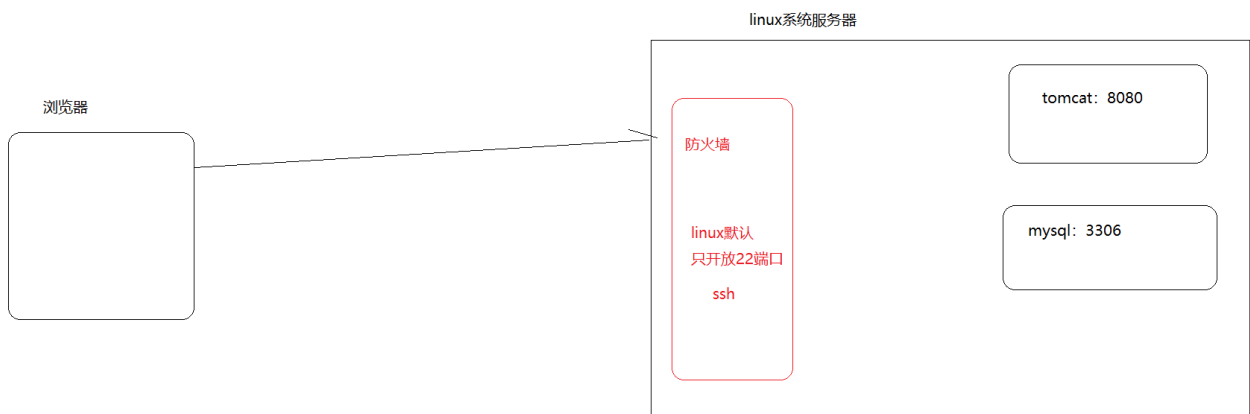 linux系统服务器
浏览器
tomcat：8080
防火墙
mysql：3306
linux默认
只开放22端口
ssh